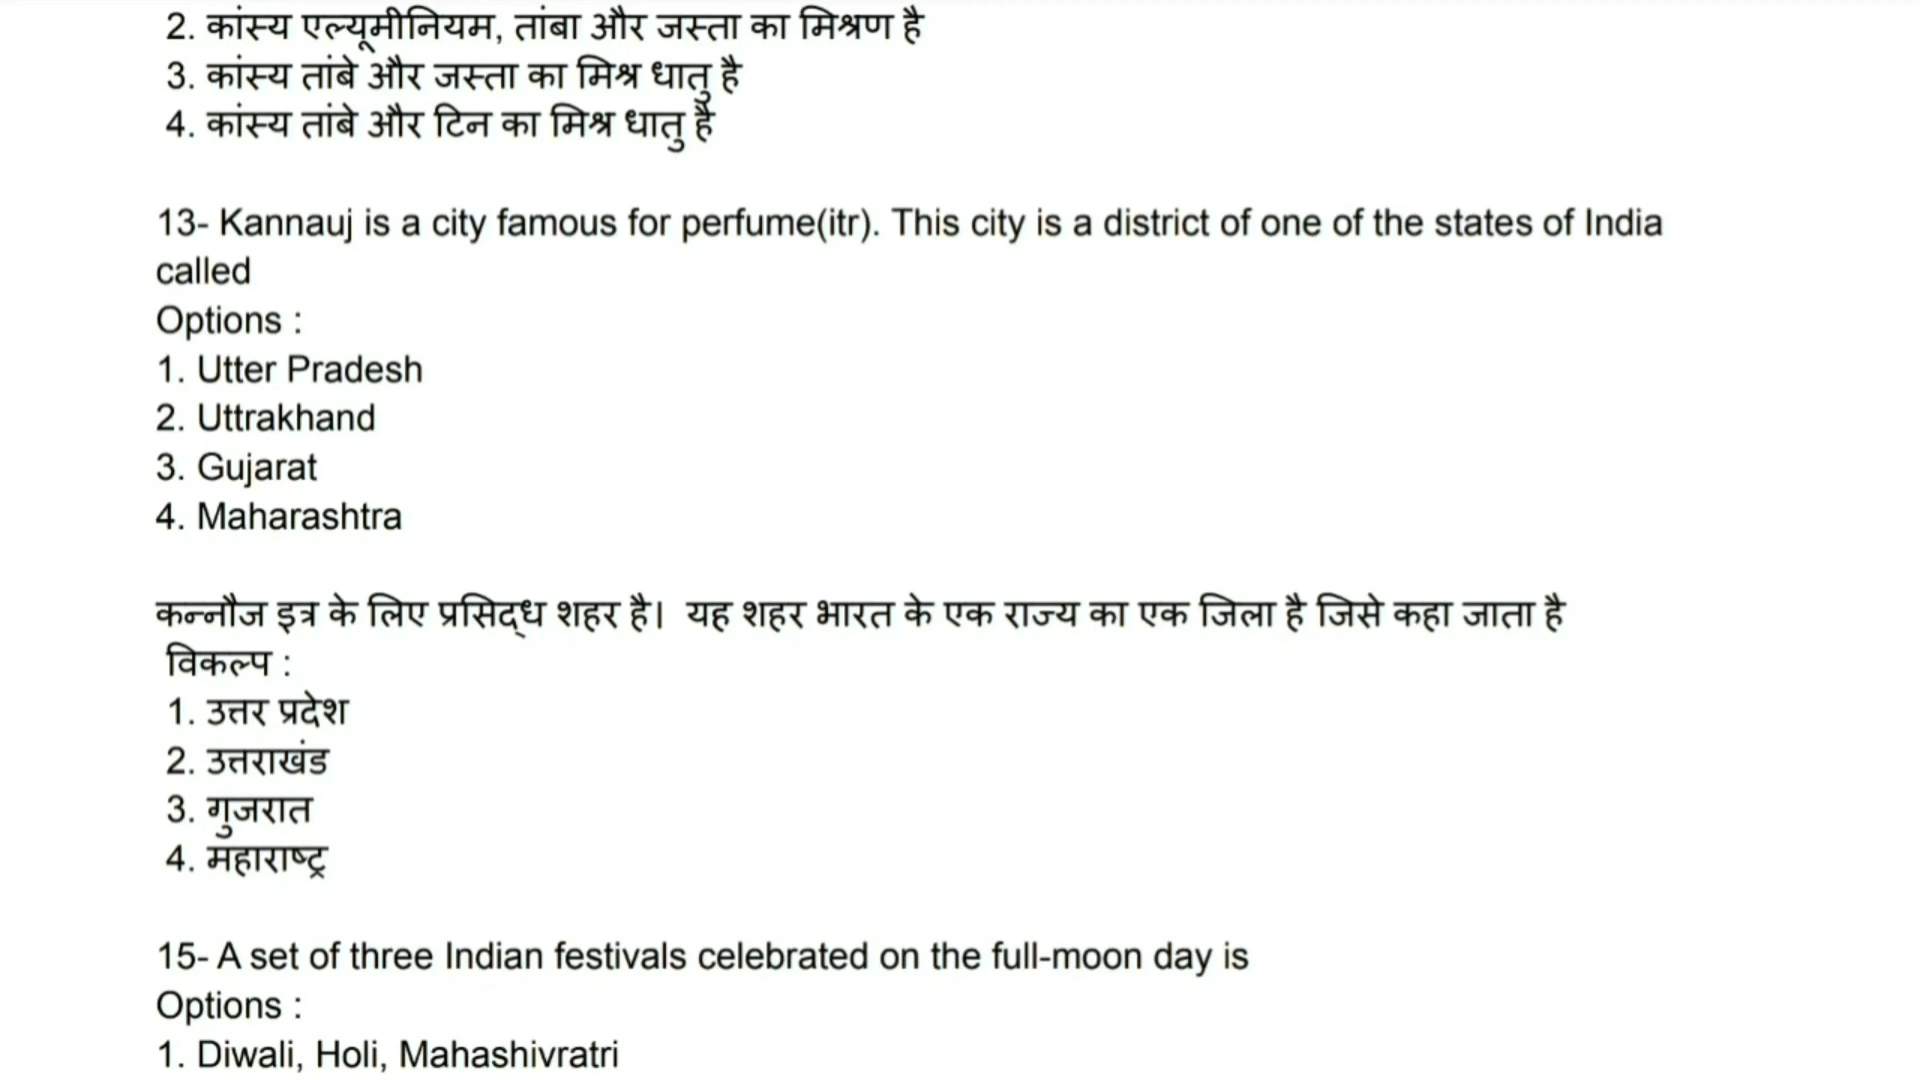 2. कांस्य एल्यूमीनियम, तांबा और जस्ता का मिश्रण है
3. कांस्य तांबे और जस्ता का मिश्र धातु है
4. कांस्य तांबे और टिन का मिश्र धातु है
13- Kannauj is a city famous for perfume(itr). This city is a district of one of the states of India
called
Options :
1. Utter Pradesh
2. Uttrakhand
3. Gujarat
4. Maharashtra
कन्नौज इत्र के लिए प्रसिद्ध शहर है। यह शहर भारत के एक राज्य का एक जिला है जिसे कहा जाता है
विकल्प :
1. उत्तर प्रदेश
2. उत्तराखंड
3. गुजरात
4. महाराष्ट्र
15- A set of three Indian festivals celebrated on the full-moon day is
Options :
1. Diwali, Holi, Mahashivratri